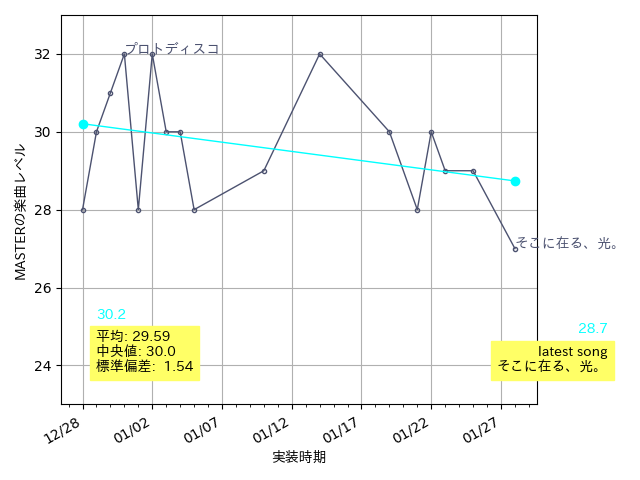 32
プロトディスコ
30
MASTERの楽曲レベル
28
そこに在る、光。
26
30.2
28.7
平均: 29.59
中央値: 30.0
標準偏差: 1.54
latest song
そこに在る、光。
24
12/28
01/02
01/07
01/12
01/17
01/22
01/27
実装時期